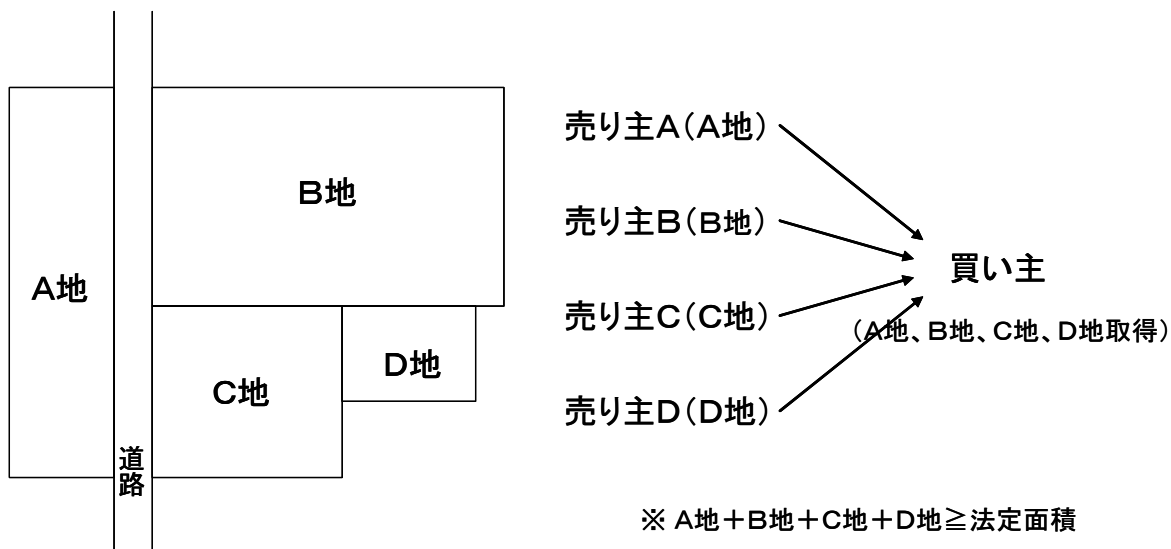 B地
A地
D地
C地
道路
売り主A(A地)
売り主B(B地)
売り主C(C地)
売り主D(D地)
買い主
(A地、B地、C地、D地取得)
※ A地+B地+C地+D地≧法定面積